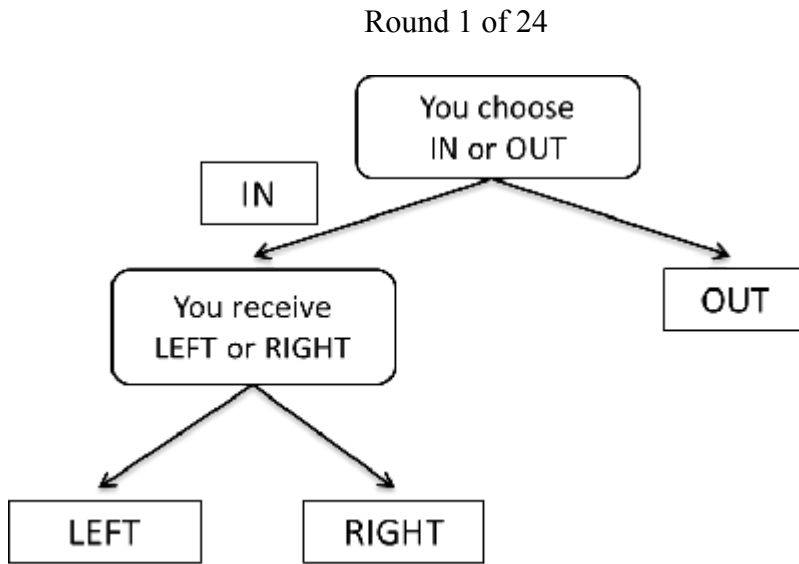 Round 1 of 24
You choose
IN or OUT
IN
OUT
You receive
LEFT or RIGHT
LEFT
RIGHT